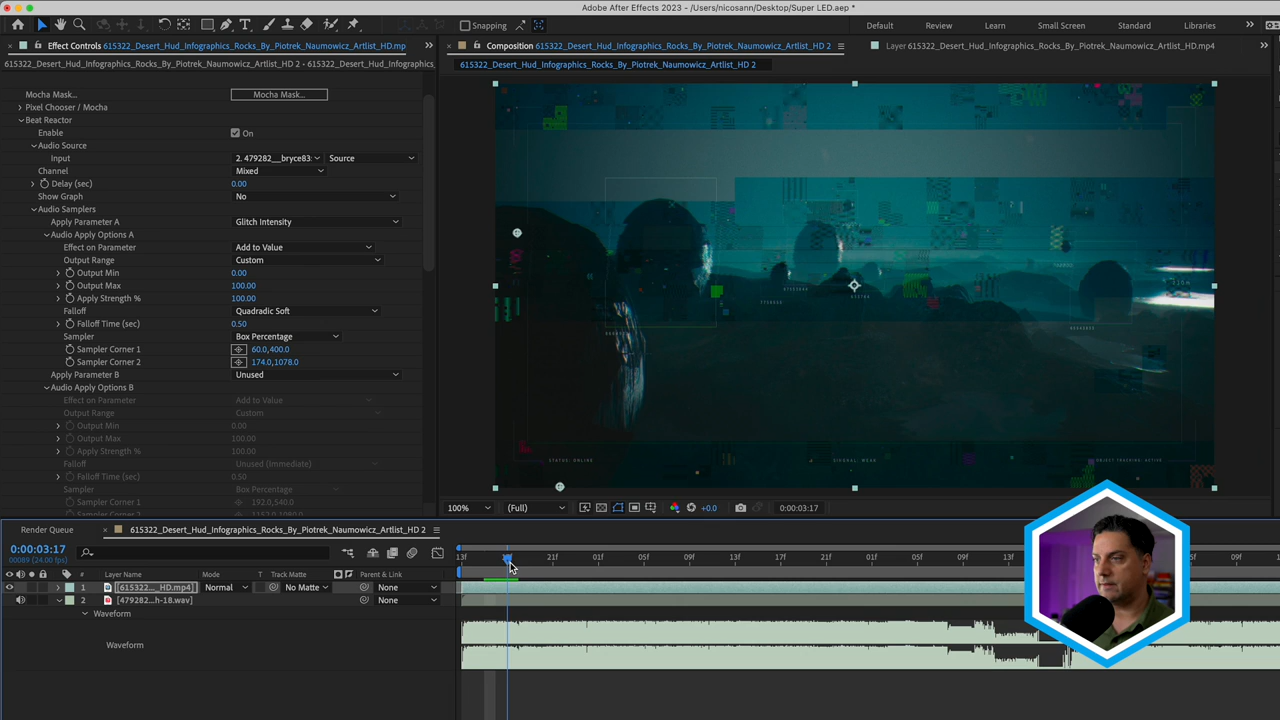 Adobe After Effects 2023 - /Users/nicosann/Desktop/Super LED.aep *
Snapping
Default
Review
Learn
Small Screen
Standard
Libraries
Effect Controls 615322_Desert_Hud_Infographics_Rocks_By_Piotrek_Naumowicz_Artlist_HD.mp
Composition 615322_Desert_Hud_Infographics_Rocks_By_Piotrek_Naumowicz_Artlist_HD 2
Layer 615322_Desert_Hud_Infographics_Rocks_By_Piotrek_Naumowicz_Artlist_HD.mp4
615322_Desert_Hud_Infographics_Rocks_By_Piotrek_Naumowicz_Artlist_HD 2 - 615322_Desert_Hud_Infographics_Rocks_
615322_Desert_Hud_Infographics_Rocks_By_Piotrek_Naumowicz_Artlist_HD 2
Mocha Mask... Mocha Mask...
Pixel Chooser / Mocha
Beat Reactor
Enable On
Audio Source
Input 2. 479282__bryce83 Source
Channel Mixed
Delay (sec) 0.00
Show Graph No
Audio Samplers
Apply Parameter A Glitch Intensity
Audio Apply Options A
Effect on Parameter Add to Value
Output Range Custom
Output Min 0.00
Output Max 100.00
Apply Strength % 100.00
Falloff Quadradic Soft
Falloff Time (sec) 0.50
Sampler Box Percentage
Sampler Corner 1 60.0,400.0
Sampler Corner 2 174.0,1078.0
Apply Parameter B Unused
Audio Apply Options B
Effect on Parameter Add to Value
Output Range Custom
Output Min 0.00
Output Max 100.00
Apply Strength % 100.00
Falloff Unused (Immediate)
Falloff Time (sec) 0.50
Sampler Box Percentage
Sampler Corner 1 192.0,540.0
Sampler Corner 2 1152.0,1080.0
STATUS: ONLINE
SIGNAL: WEAK
OBJECT TRACKING: ACTIVE
100% (Full) +0.0 0:00:03:17
Render Queue
615322_Desert_Hud_Infographics_Rocks_By_Piotrek_Naumowicz_Artlist_HD 2
0:00:03:17
00089 (24.00 fps)
13f 21f 01f 05f 09f 13f 17f 21f 01f 05f 09f 13f 09f
# Layer Name Mode T Track Matte Parent & Link
1 [615322..._HD.mp4] Normal No Matte None
2 [479282...h-18.wav] None
Waveform
Waveform